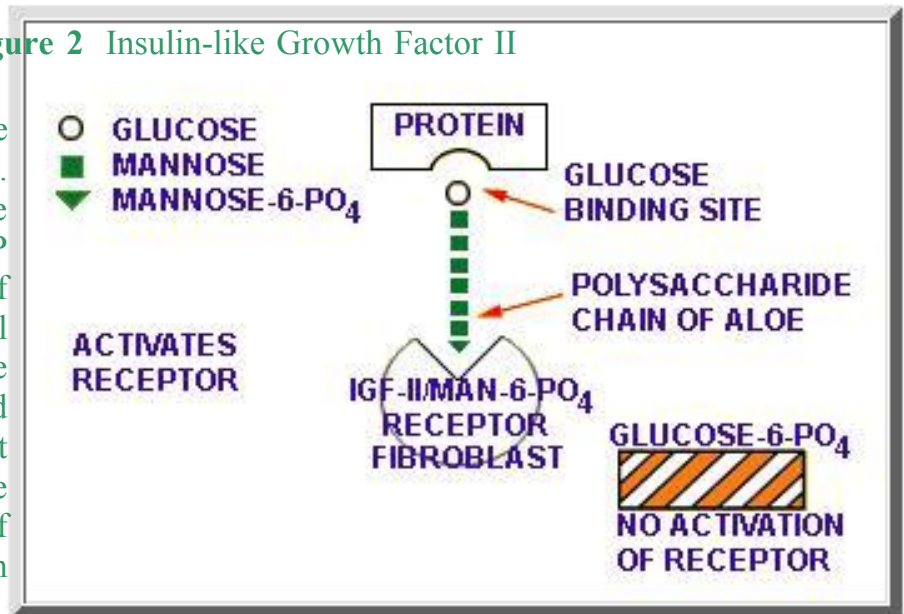 gure 2 Insulin-like Growth Factor II
GLUCOSE
MANNOSE
MANNOSE-6-PO4
PROTEIN
GLUCOSE
BINDING SITE
POLYSACCHARIDE
CHAIN OF ALOE
ACTIVATES
RECEPTOR
IGF-II/MAN-6-PO4
RECEPTOR
FIBROBLAST
GLUCOSE-6-PO4
NO ACTIVATION
OF RECEPTOR